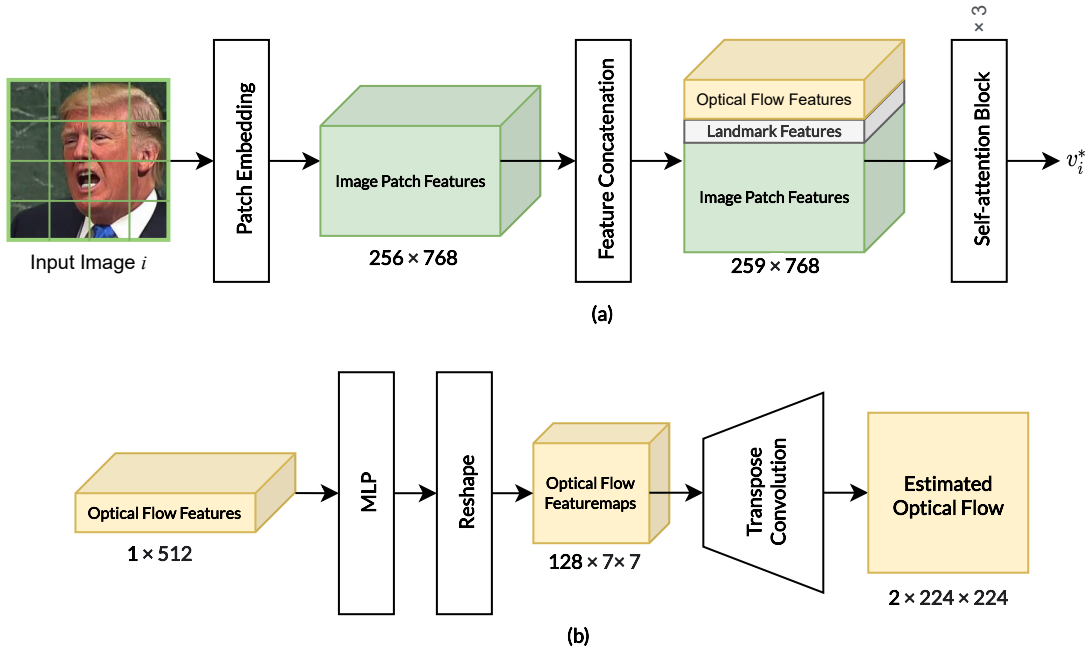 × 3
Patch Embedding
Image Patch Features
256 × 768
Feature Concatenation
Optical Flow Features
Landmark Features
Image Patch Features
259 × 768
Self-attention Block
v_i^*
Input Image i
(a)
Optical Flow Features
1 × 512
MLP
Reshape
Optical Flow
Featuremaps
128 × 7× 7
Transpose
Convolution
Estimated
Optical Flow
2 × 224 × 224
(b)